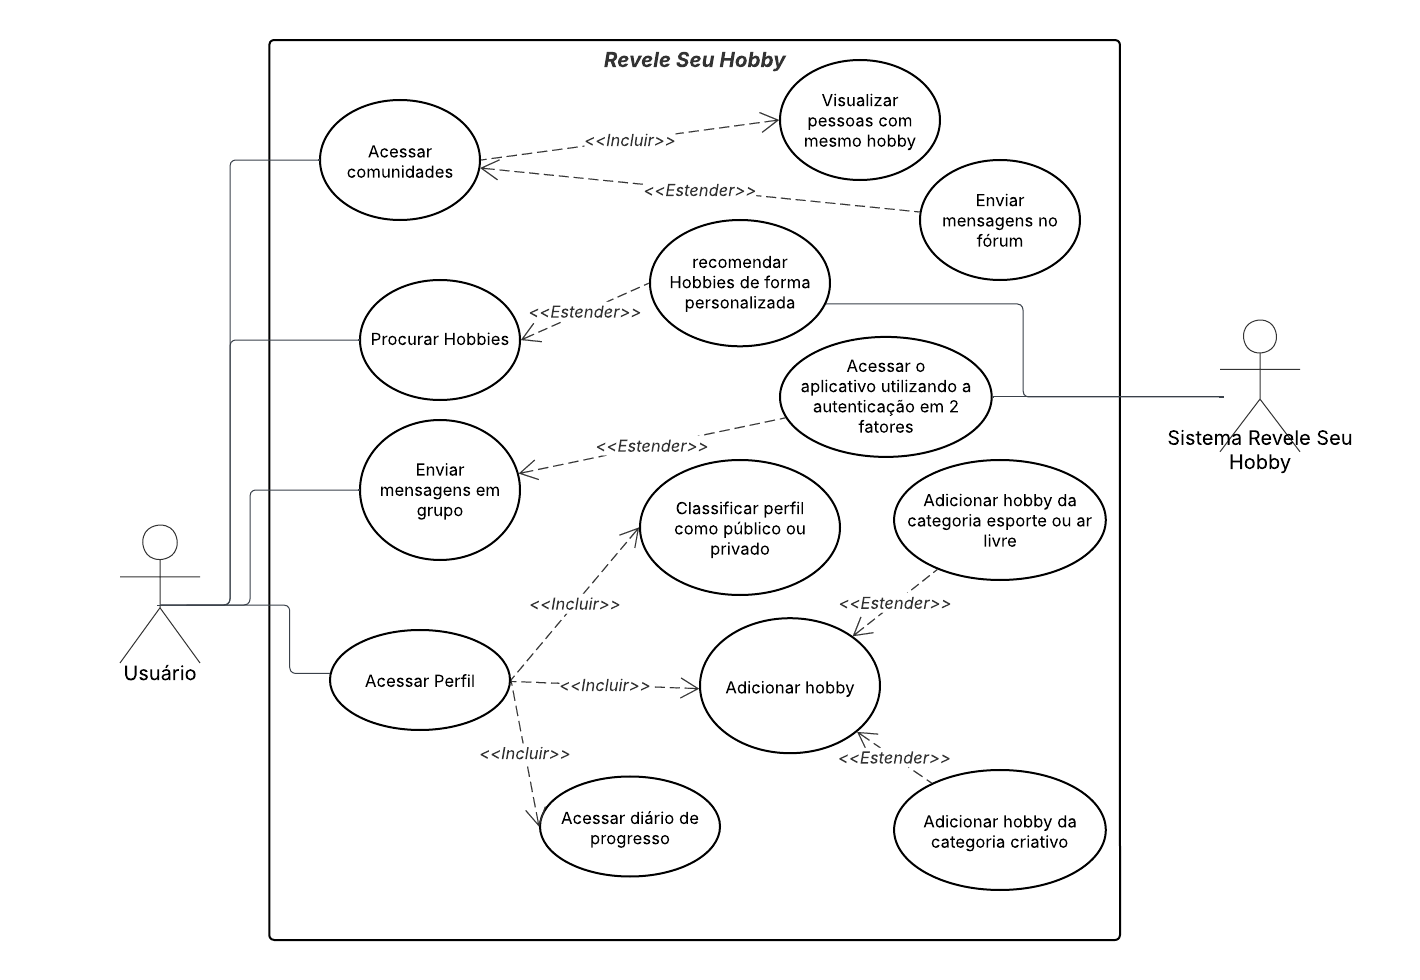 Revele Seu Hobby
Visualizar
pessoas com
mesmo hobby
Acessar
comunidades
<<Incluir>>
<<Estender>>
Enviar
mensagens no
fórum
recomendar
Hobbies de forma
personalizada
<<Estender>>
Procurar Hobbies
Acessar o
aplicativo utilizando a
autenticação em 2
fatores
Sistema Revele Seu
Hobby
<<Estender>>
Enviar
mensagens em
grupo
Classificar perfil
como público ou
privado
Adicionar hobby da
categoria esporte ou ar
livre
<<Incluir>>
<<Estender>>
Usuário
Acessar Perfil
<<Incluir>>
Adicionar hobby
<<Incluir>>
<<Estender>>
Acessar diário de
progresso
Adicionar hobby da
categoria criativo